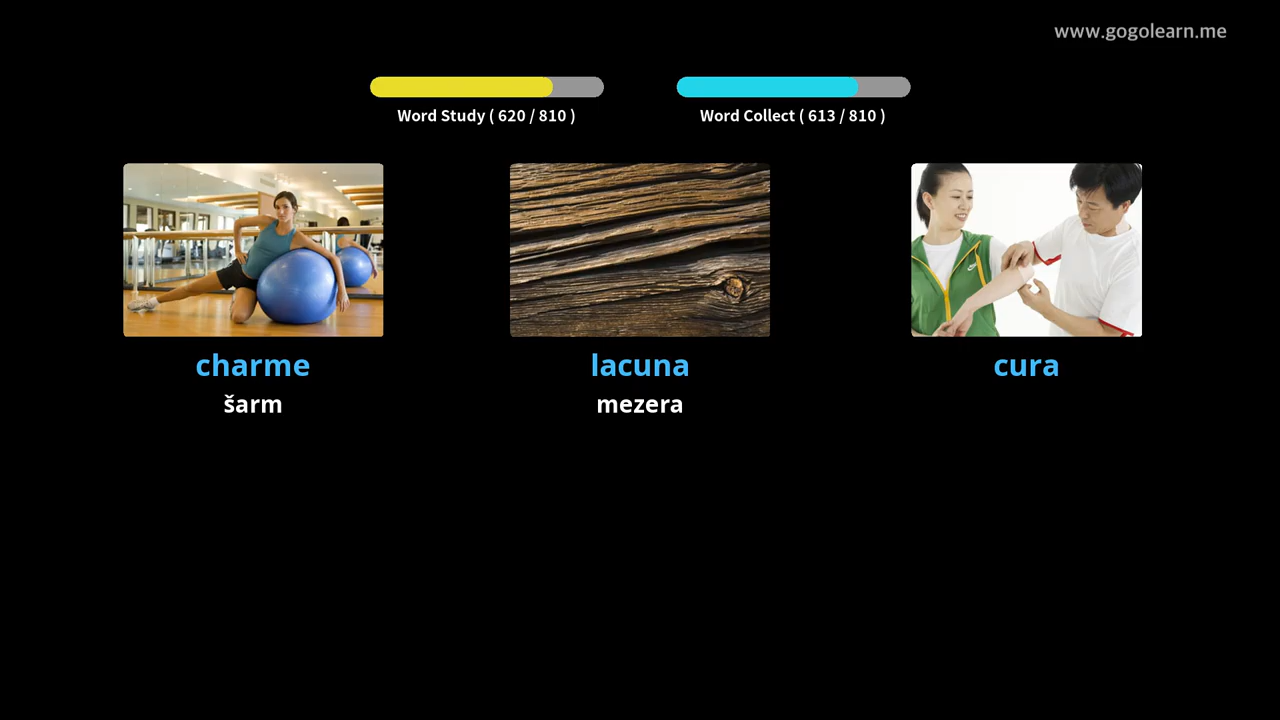 www.gogolearn.me
Word Study ( 620 / 810 )
Word Collect ( 613 / 810 )
charme
šarm
lacuna
mezera
cura